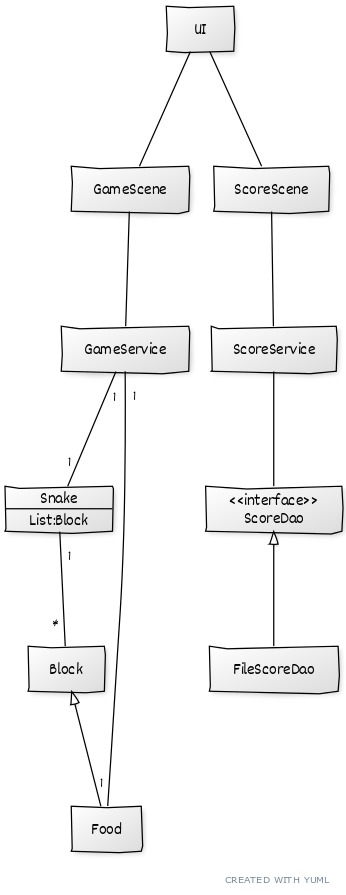 UI
GameScene
ScoreScene
GameService
ScoreService
1
1
1
Snake
List:Block
<<interface>>
ScoreDao
1
*
Block
FileScoreDao
1
Food
CREATED WITH YUML